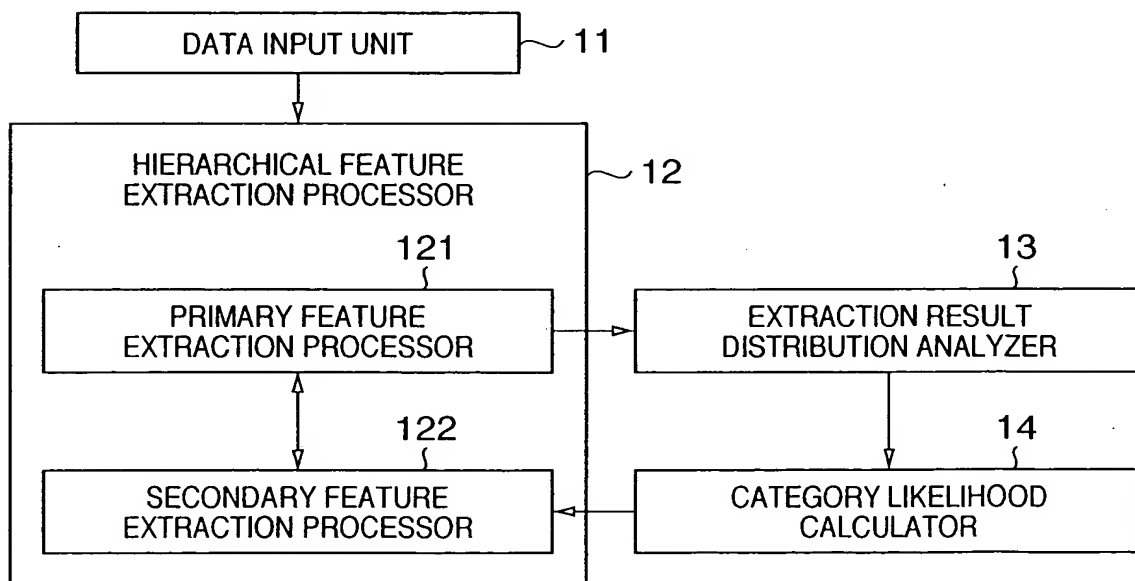 DATA INPUT UNIT
11
HIERARCHICAL FEATURE
EXTRACTION PROCESSOR
12
121
PRIMARY FEATURE
EXTRACTION PROCESSOR
13
EXTRACTION RESULT
DISTRIBUTION ANALYZER
122
SECONDARY FEATURE
EXTRACTION PROCESSOR
14
CATEGORY LIKELIHOOD
CALCULATOR